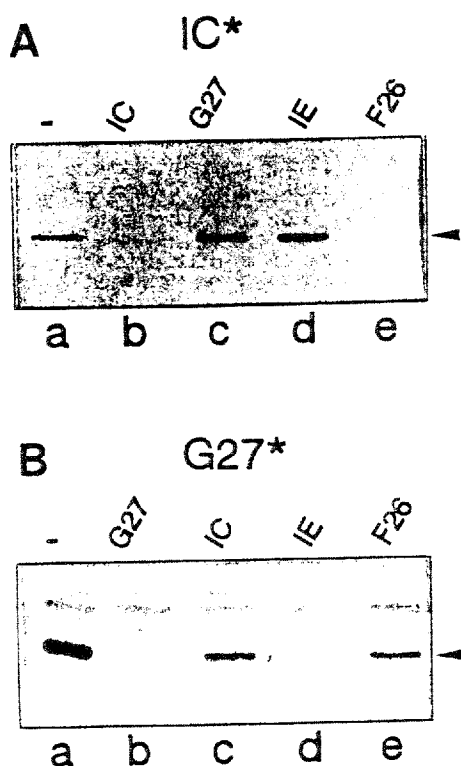 A IC*
- IC G27 IE F26
a b c d e
B G27*
- G27 IC IE F26
a b c d e